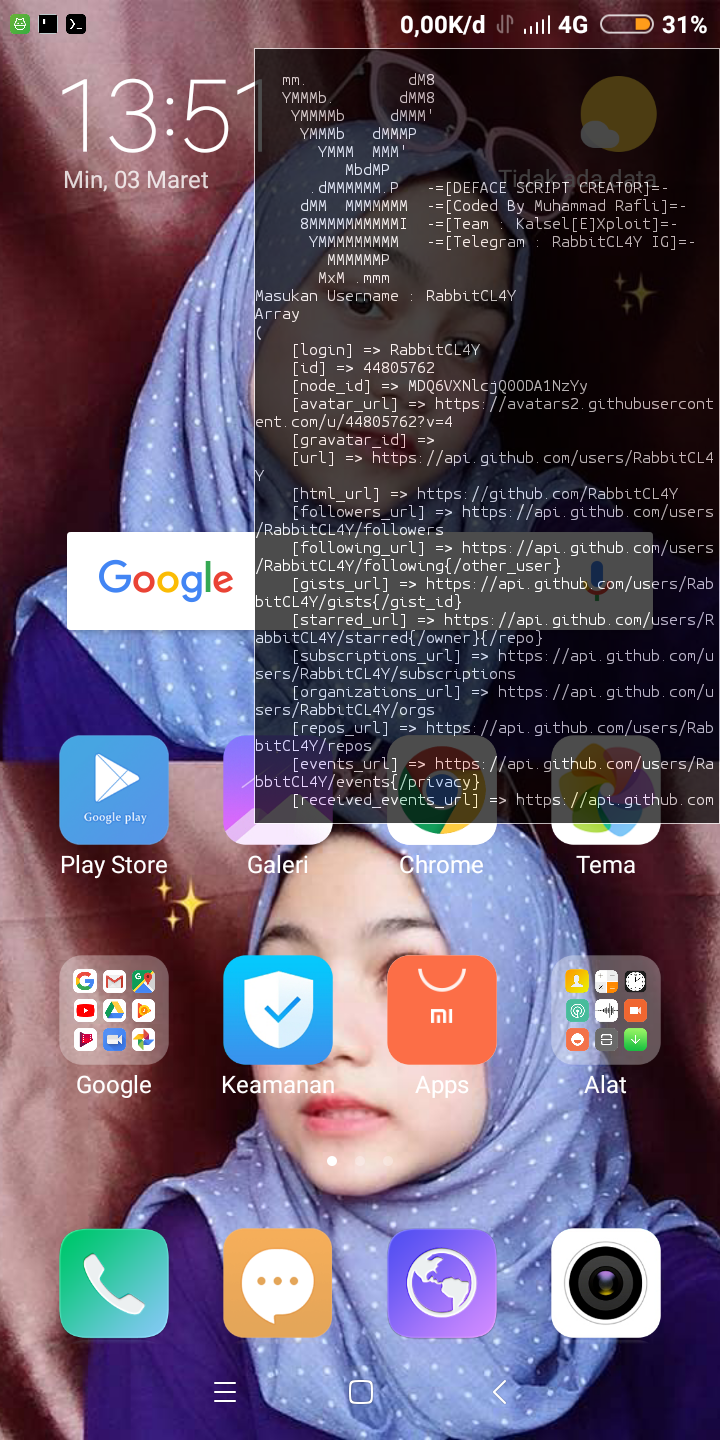 0,00K/d 4G 31%
13:51
Min, 03 Maret
Tidak ada data
mm.           dM8
YMMMb.       dMM8
YMMMMb     dMMM'
YMMMb   dMMMP
YMMM  MMM'
MbdMP
.dMMMMMM.P   -=[DEFACE SCRIPT CREATOR]=-
dMM  MMMMMMM  -=[Coded By Muhammad Rafli]=-
8MMMMMMMMMMI  -=[Team : Kalsel[E]Xploit]=-
YMMMMMMMMM   -=[Telegram : RabbitCL4Y IG]=-
MMMMMMP
MxM .mmm
Masukan Username : RabbitCL4Y
Array
(
[login] => RabbitCL4Y
[id] => 44805762
[node_id] => MDQ6VXNlcjQ0ODA1NzYy
[avatar_url] => https://avatars2.githubusercont
ent.com/u/44805762?v=4
[gravatar_id] =>
[url] => https://api.github.com/users/RabbitCL4
Y
[html_url] => https://github.com/RabbitCL4Y
[followers_url] => https://api.github.com/users
/RabbitCL4Y/followers
[following_url] => https://api.github.com/users
/RabbitCL4Y/following{/other_user}
[gists_url] => https://api.github.com/users/Rab
bitCL4Y/gists{/gist_id}
[starred_url] => https://api.github.com/users/R
abbitCL4Y/starred{/owner}{/repo}
[subscriptions_url] => https://api.github.com/u
sers/RabbitCL4Y/subscriptions
[organizations_url] => https://api.github.com/u
sers/RabbitCL4Y/orgs
[repos_url] => https://api.github.com/users/Rab
bitCL4Y/repos
[events_url] => https://api.github.com/users/Ra
bbitCL4Y/events{/privacy}
[received_events_url] => https://api.github.com
Google
Google play
Play Store
Galeri
Chrome
Tema
mi
Google
Keamanan
Apps
Alat